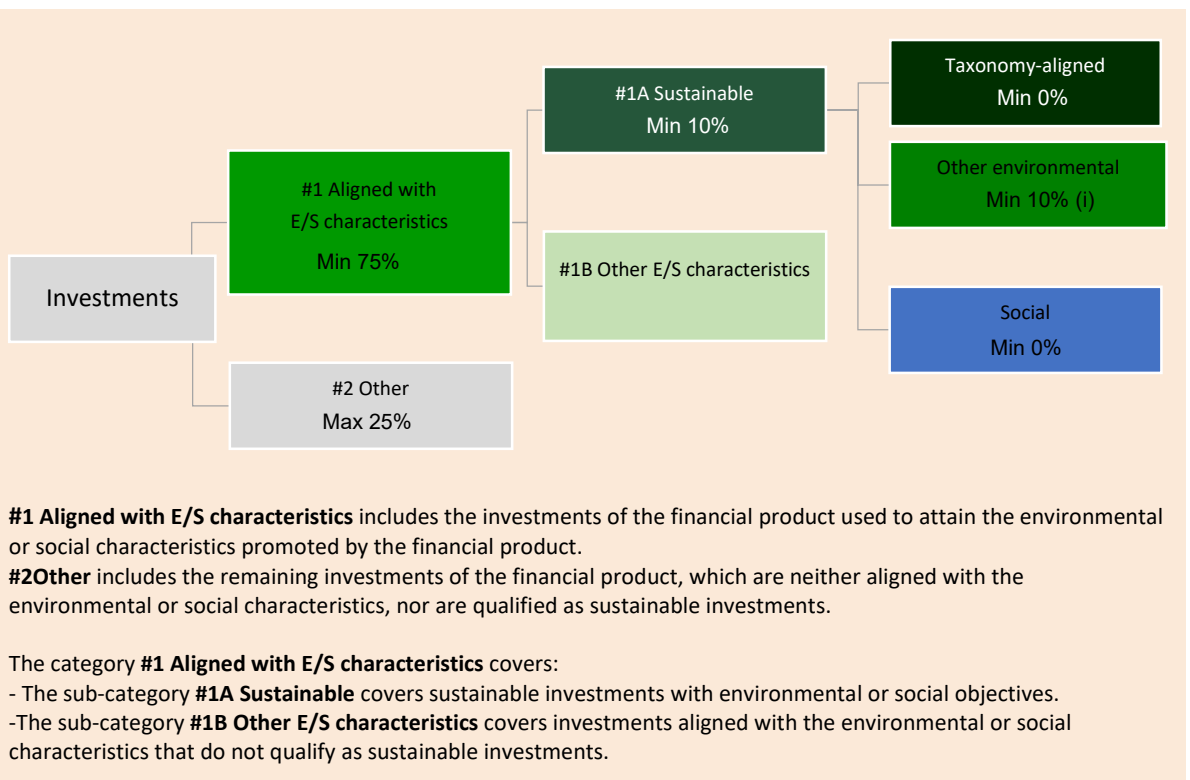 Investments
#1 Aligned with
E/S characteristics
Min 75%
#2 Other
Max 25%
#1A Sustainable
Min 10%
#1B Other E/S characteristics
Taxonomy-aligned
Min 0%
Other environmental
Min 10% (i)
Social
Min 0%
#1 Aligned with E/S characteristics includes the investments of the financial product used to attain the environmental
or social characteristics promoted by the financial product.
#2Other includes the remaining investments of the financial product, which are neither aligned with the
environmental or social characteristics, nor are qualified as sustainable investments.
The category #1 Aligned with E/S characteristics covers:
- The sub-category #1A Sustainable covers sustainable investments with environmental or social objectives.
-The sub-category #1B Other E/S characteristics covers investments aligned with the environmental or social
characteristics that do not qualify as sustainable investments.